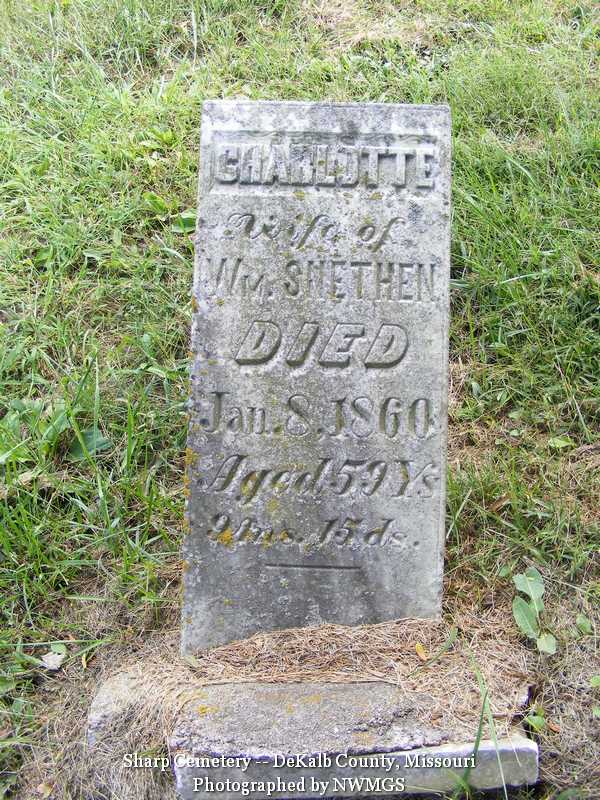 CHARLOTTE
Wife of
Wm. SNETHEN
DIED
Jan. 8. 1860
Aged 59 Ys
9 ms. 15 ds.
Sharp Cemetery -- DeKalb County, Missouri
Photographed by NWMGS